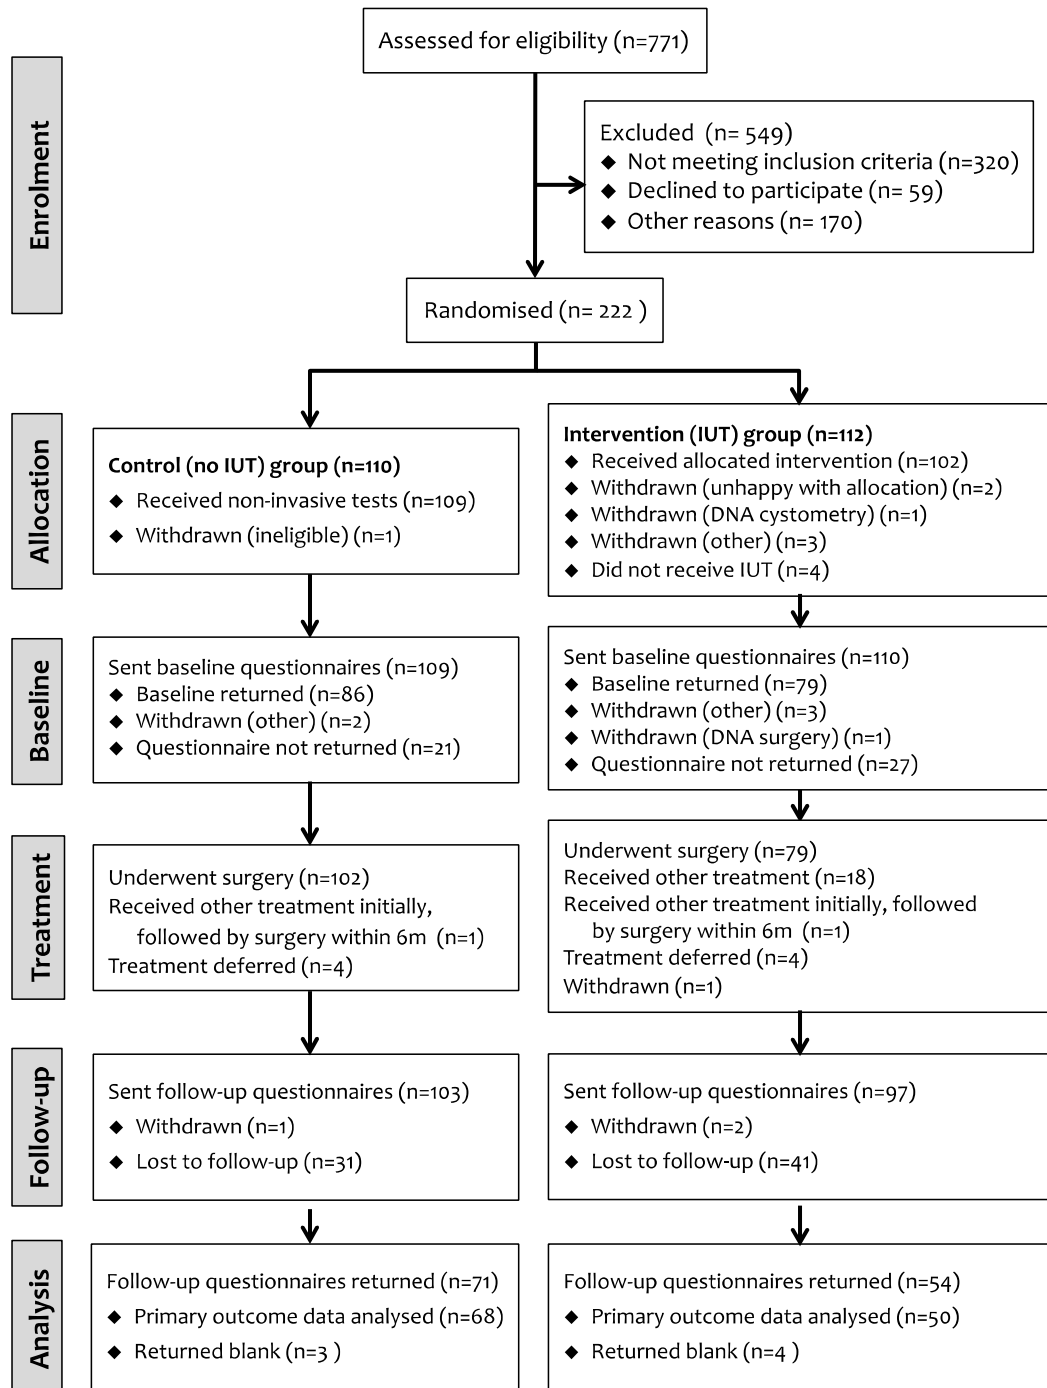 Assessed for eligibility (n=771)
Enrolment
Excluded (n= 549)
◆ Not meeting inclusion criteria (n=320)
◆ Declined to participate (n= 59)
◆ Other reasons (n= 170)
Randomised (n= 222 )
Allocation
Control (no IUT) group (n=110)
◆ Received non-invasive tests (n=109)
◆ Withdrawn (ineligible) (n=1)
Intervention (IUT) group (n=112)
◆ Received allocated intervention (n=102)
◆ Withdrawn (unhappy with allocation) (n=2)
◆ Withdrawn (DNA cystometry) (n=1)
◆ Withdrawn (other) (n=3)
◆ Did not receive IUT (n=4)
Baseline
Sent baseline questionnaires (n=109)
◆ Baseline returned (n=86)
◆ Withdrawn (other) (n=2)
◆ Questionnaire not returned (n=21)
Sent baseline questionnaires (n=110)
◆ Baseline returned (n=79)
◆ Withdrawn (other) (n=3)
◆ Withdrawn (DNA surgery) (n=1)
◆ Questionnaire not returned (n=27)
Treatment
Underwent surgery (n=102)
Received other treatment initially,
followed by surgery within 6m (n=1)
Treatment deferred (n=4)
Underwent surgery (n=79)
Received other treatment (n=18)
Received other treatment initially, followed
by surgery within 6m (n=1)
Treatment deferred (n=4)
Withdrawn (n=1)
Follow-up
Sent follow-up questionnaires (n=103)
◆ Withdrawn (n=1)
◆ Lost to follow-up (n=31)
Sent follow-up questionnaires (n=97)
◆ Withdrawn (n=2)
◆ Lost to follow-up (n=41)
Analysis
Follow-up questionnaires returned (n=71)
◆ Primary outcome data analysed (n=68)
◆ Returned blank (n=3 )
Follow-up questionnaires returned (n=54)
◆ Primary outcome data analysed (n=50)
◆ Returned blank (n=4 )